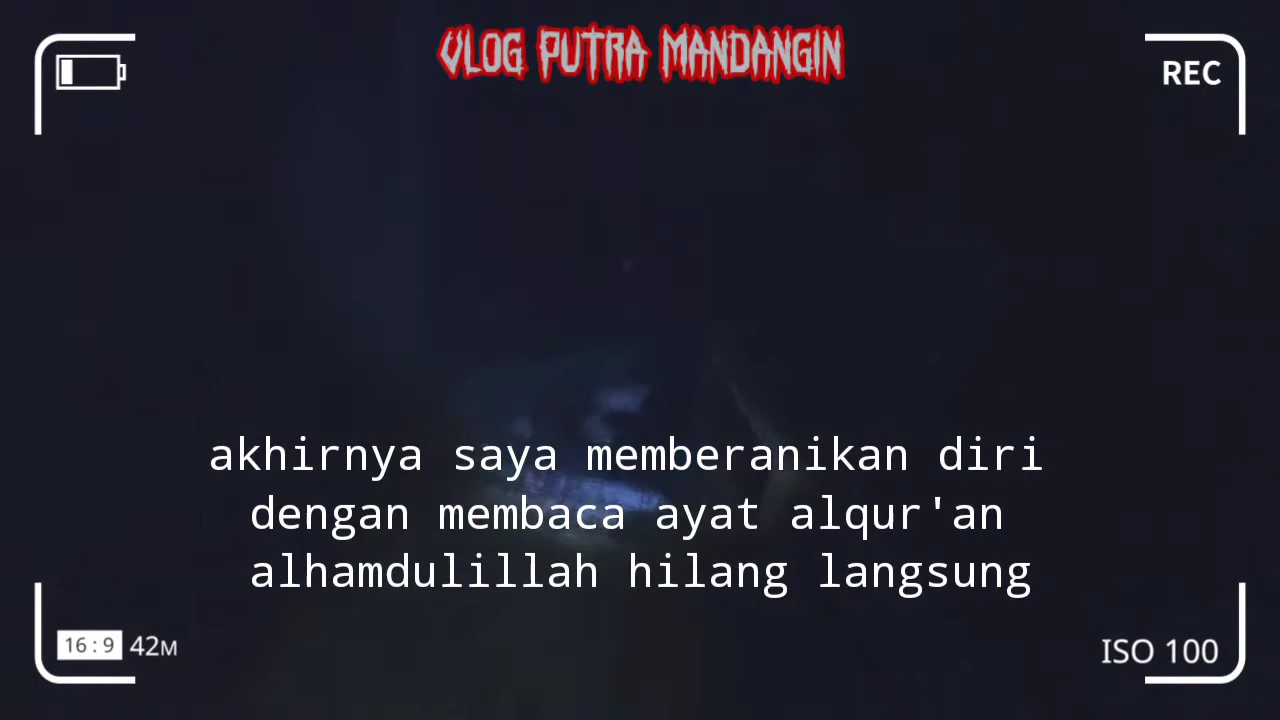 VLOG PUTRA MANDANGIN
REC
akhirnya saya memberanikan diri
dengan membaca ayat alqur'an
alhamdulillah hilang langsung
16:9 42M
ISO 100